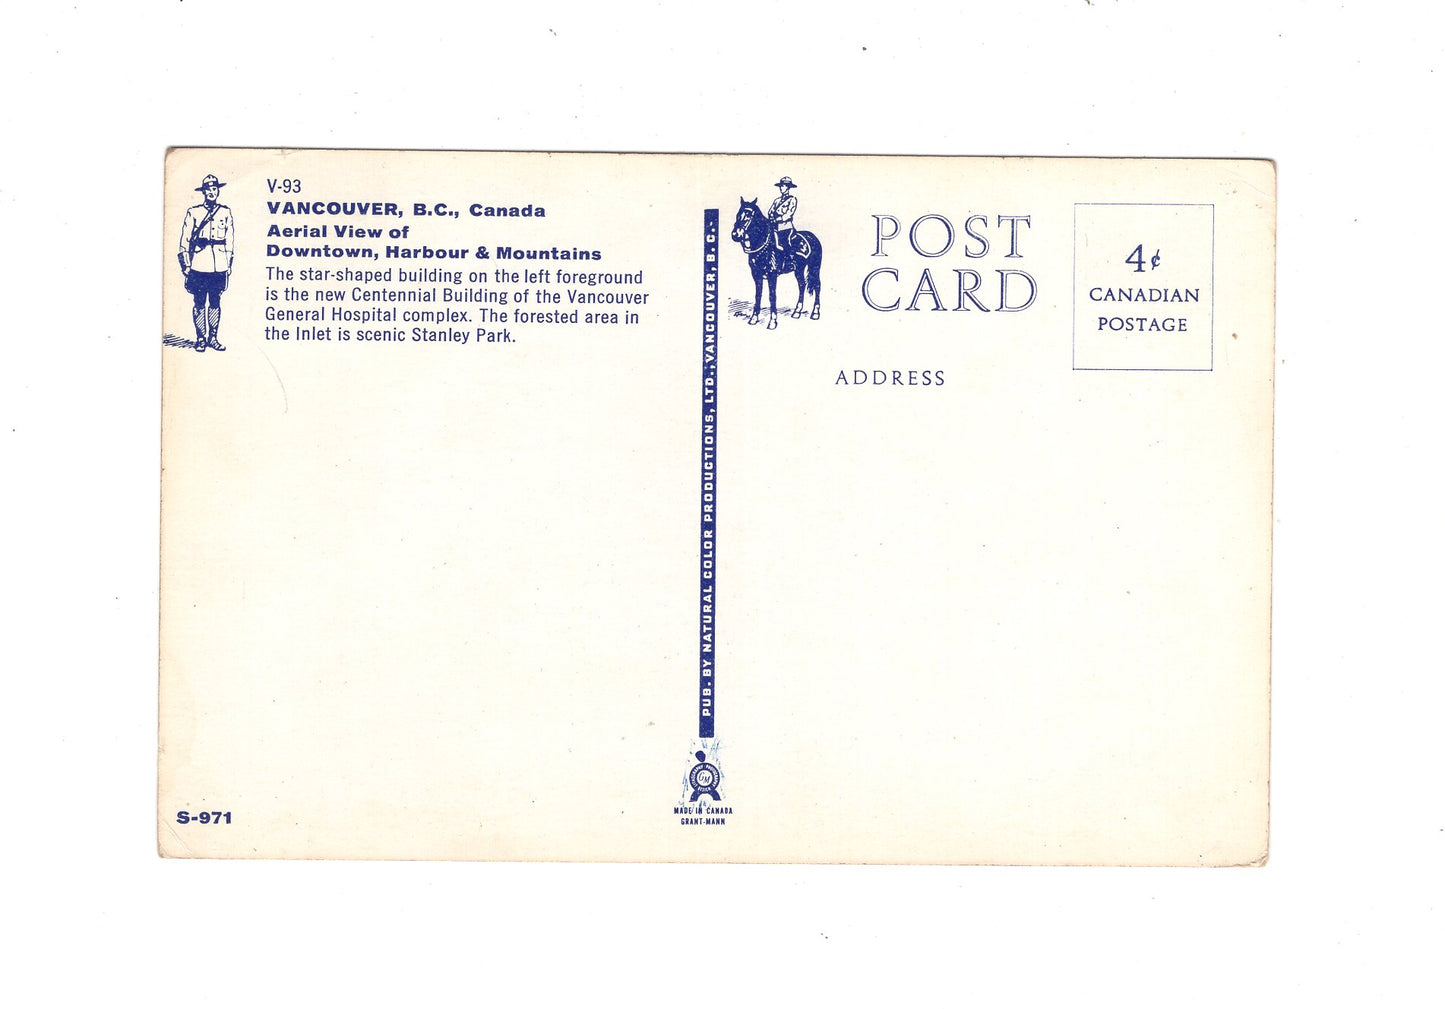 V-93
VANCOUVER, B.C., Canada
Aerial View of
Downtown, Harbour & Mountains
The star-shaped building on the left foreground
is the new Centennial Building of the Vancouver
General Hospital complex. The forested area in
the Inlet is scenic Stanley Park.
S-971
PUB. BY NATURAL COLOR PRODUCTIONS, LTD., VANCOUVER, B. C.
GM
MADE IN CANADA
GRANT-MANN
POST
CARD
ADDRESS
4¢
CANADIAN
POSTAGE